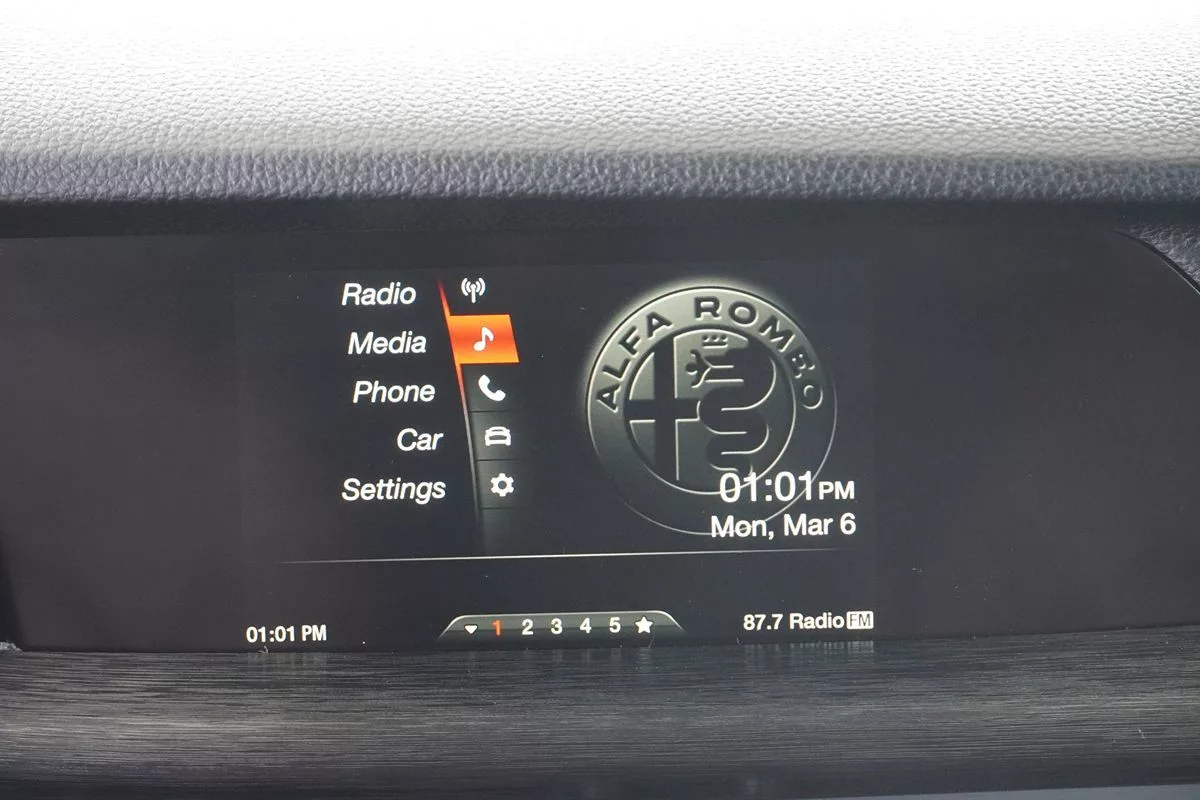 Radio
Media
Phone
Car
Settings
ALFA ROMEO
01:01PM
Mon, Mar 6
01:01 PM
1 2 3 4 5
87.7 Radio FM